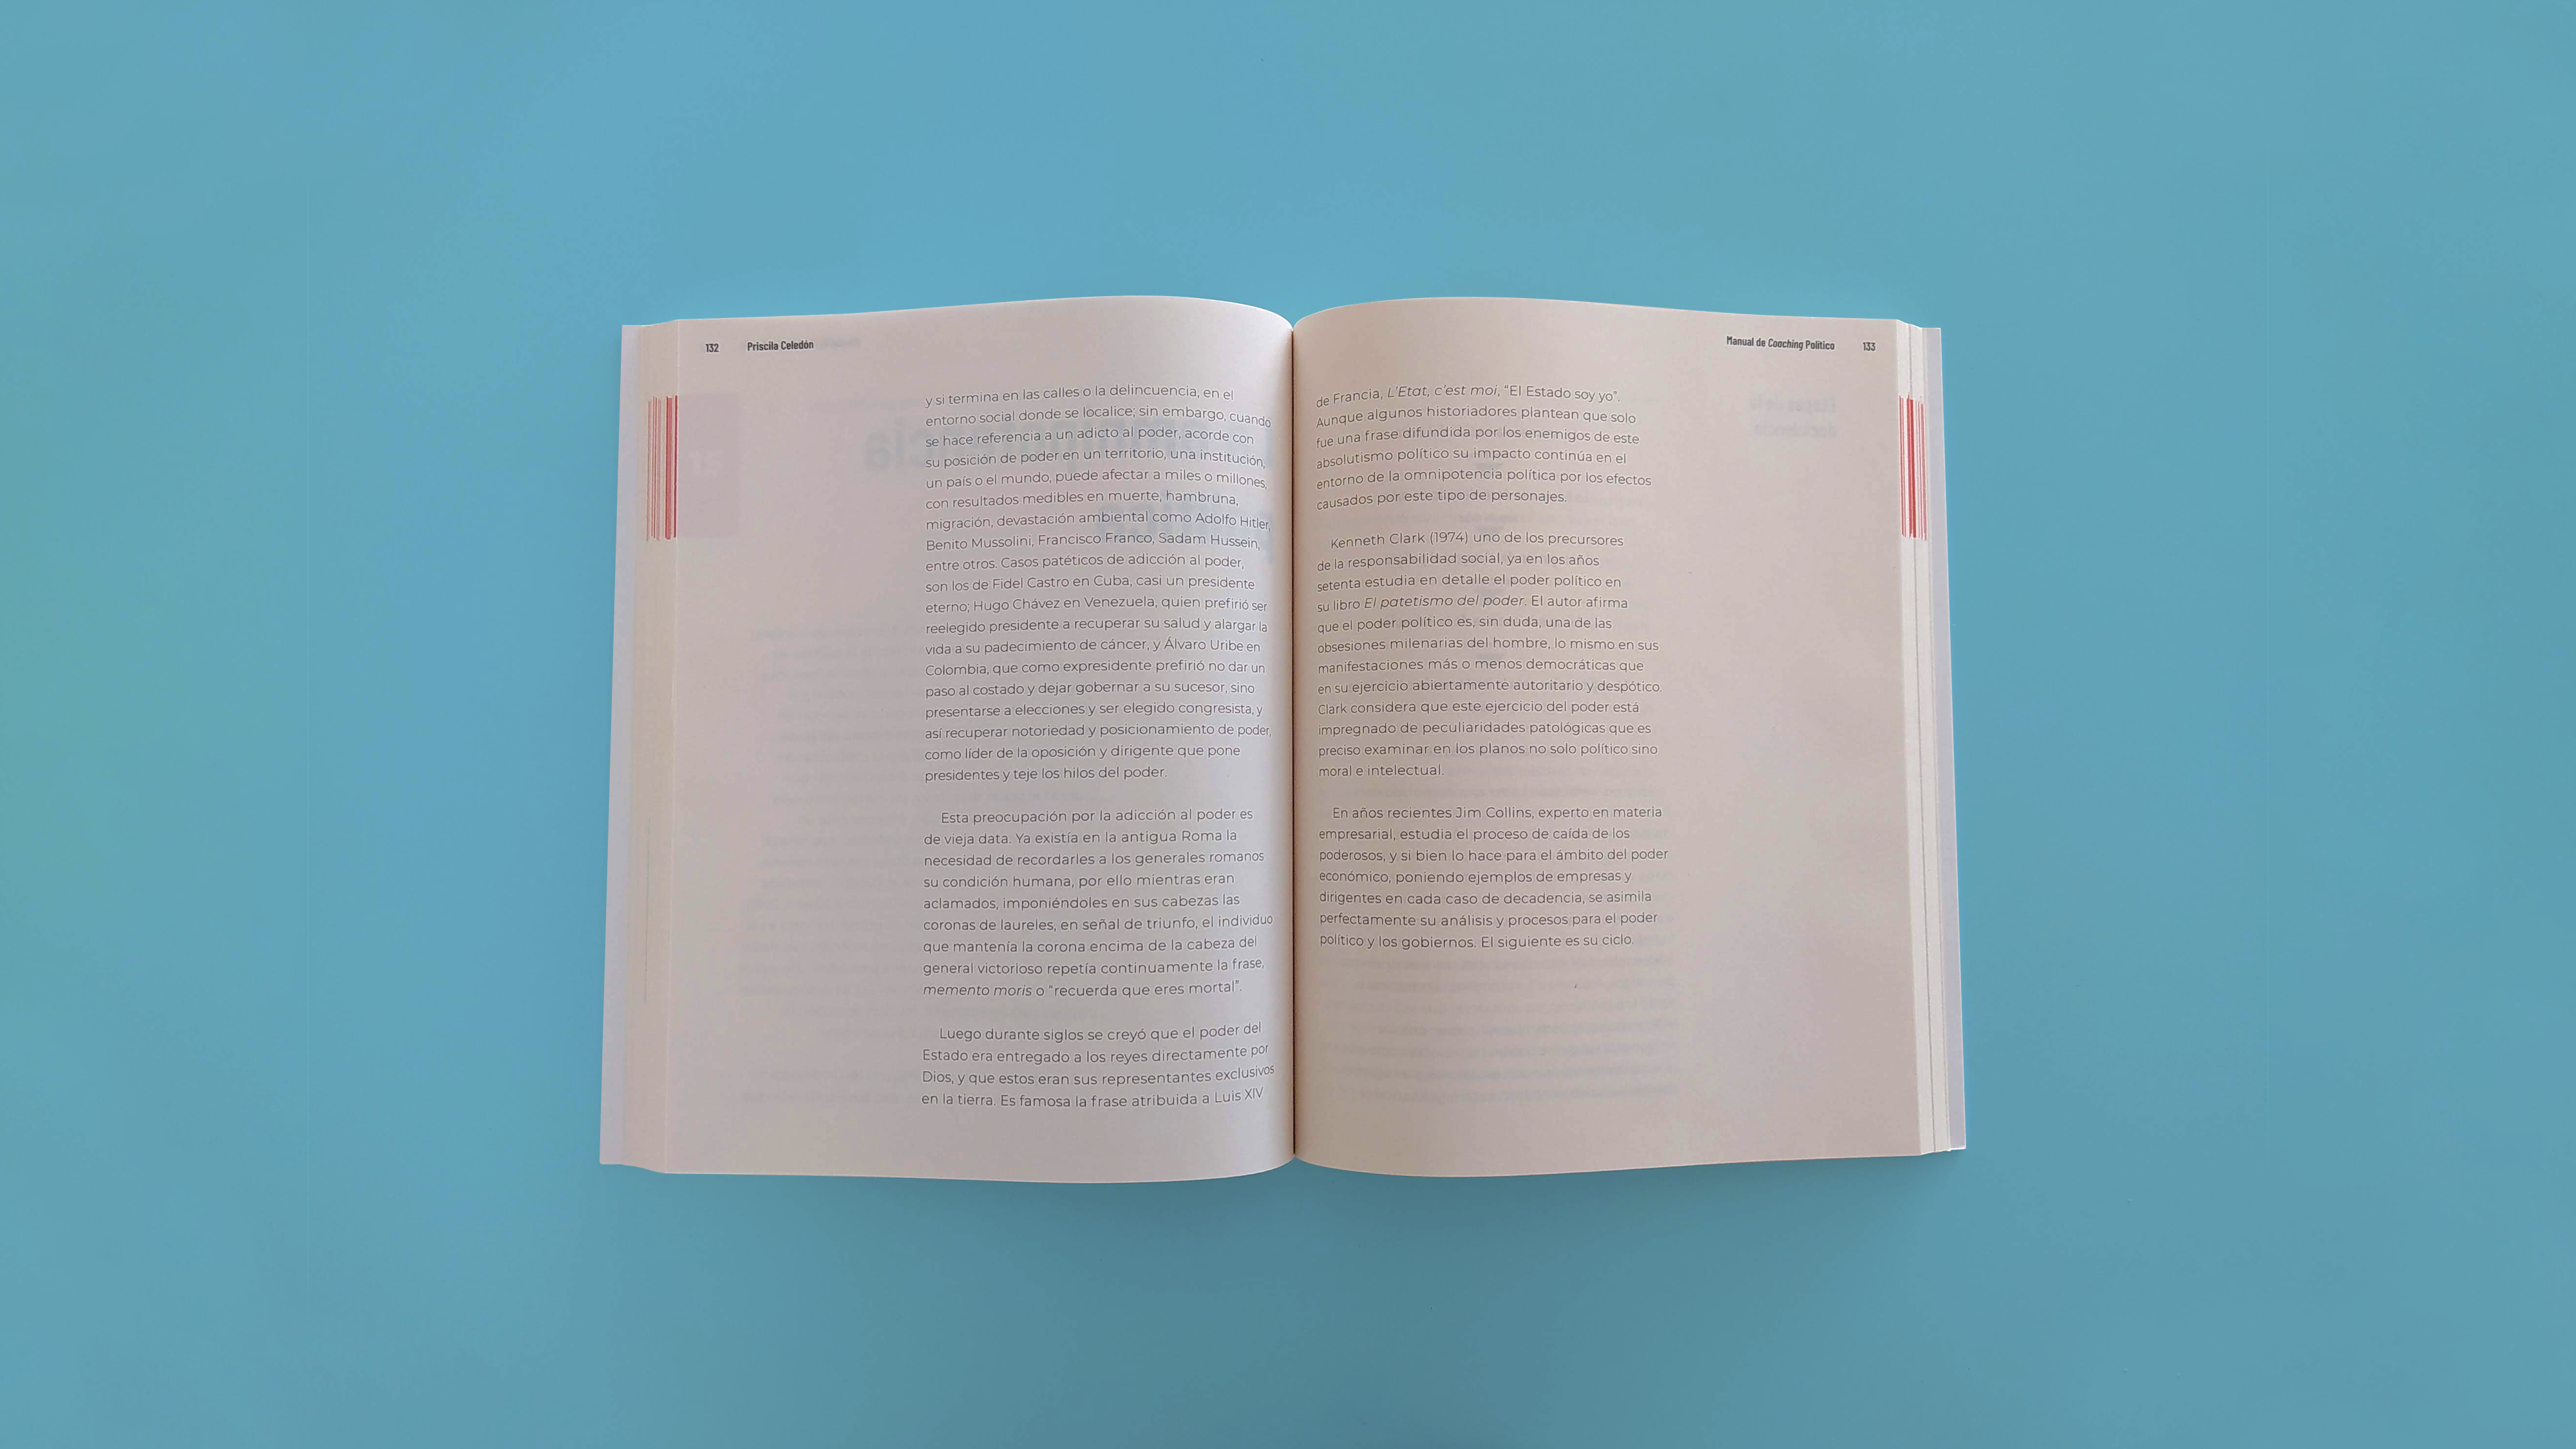 132 Priscila Celedón
y si termina en las calles o la delincuencia, en el
entorno social donde se localice; sin embargo, cuando
se hace referencia a un adicto al poder, acorde con
su posición de poder en un territorio, una institución,
un país o el mundo, puede afectar a miles o millones,
con resultados medibles en muerte, hambruna,
migración, devastación ambiental como Adolfo Hitler,
Benito Mussolini, Francisco Franco, Sadam Hussein,
entre otros. Casos patéticos de adicción al poder,
son los de Fidel Castro en Cuba, casi un presidente
eterno; Hugo Chávez en Venezuela, quien prefirió ser
reelegido presidente a recuperar su salud y alargar la
vida a su padecimiento de cáncer, y Álvaro Uribe en
Colombia, que como expresidente prefirió no dar un
paso al costado y dejar gobernar a su sucesor, sino
presentarse a elecciones y ser elegido congresista, y
así recuperar notoriedad y posicionamiento de poder,
como líder de la oposición y dirigente que pone
presidentes y teje los hilos del poder.
Esta preocupación por la adicción al poder es
de vieja data. Ya existía en la antigua Roma la
necesidad de recordarles a los generales romanos
su condición humana, por ello mientras eran
aclamados, imponiéndoles en sus cabezas las
coronas de laureles, en señal de triunfo, el individuo
que mantenía la corona encima de la cabeza del
general victorioso repetía continuamente la frase,
memento moris o “recuerda que eres mortal”.
Luego durante siglos se creyó que el poder del
Estado era entregado a los reyes directamente por
Dios, y que estos eran sus representantes exclusivos
en la tierra. Es famosa la frase atribuida a Luis XIV
Manual de Coaching Político 133
de Francia, L’Etat, c’est moi, “El Estado soy yo”.
Aunque algunos historiadores plantean que solo
fue una frase difundida por los enemigos de este
absolutismo político su impacto continúa en el
entorno de la omnipotencia política por los efectos
causados por este tipo de personajes.
Kenneth Clark (1974) uno de los precursores
de la responsabilidad social, ya en los años
setenta estudia en detalle el poder político en
su libro El patetismo del poder. El autor afirma
que el poder político es, sin duda, una de las
obsesiones milenarias del hombre, lo mismo en sus
manifestaciones más o menos democráticas que
en su ejercicio abiertamente autoritario y despótico.
Clark considera que este ejercicio del poder está
impregnado de peculiaridades patológicas que es
preciso examinar en los planos no solo político sino
moral e intelectual.
En años recientes Jim Collins, experto en materia
empresarial, estudia el proceso de caída de los
poderosos, y si bien lo hace para el ámbito del poder
económico, poniendo ejemplos de empresas y
dirigentes en cada caso de decadencia, se asimila
perfectamente su análisis y procesos para el poder
político y los gobiernos. El siguiente es su ciclo.